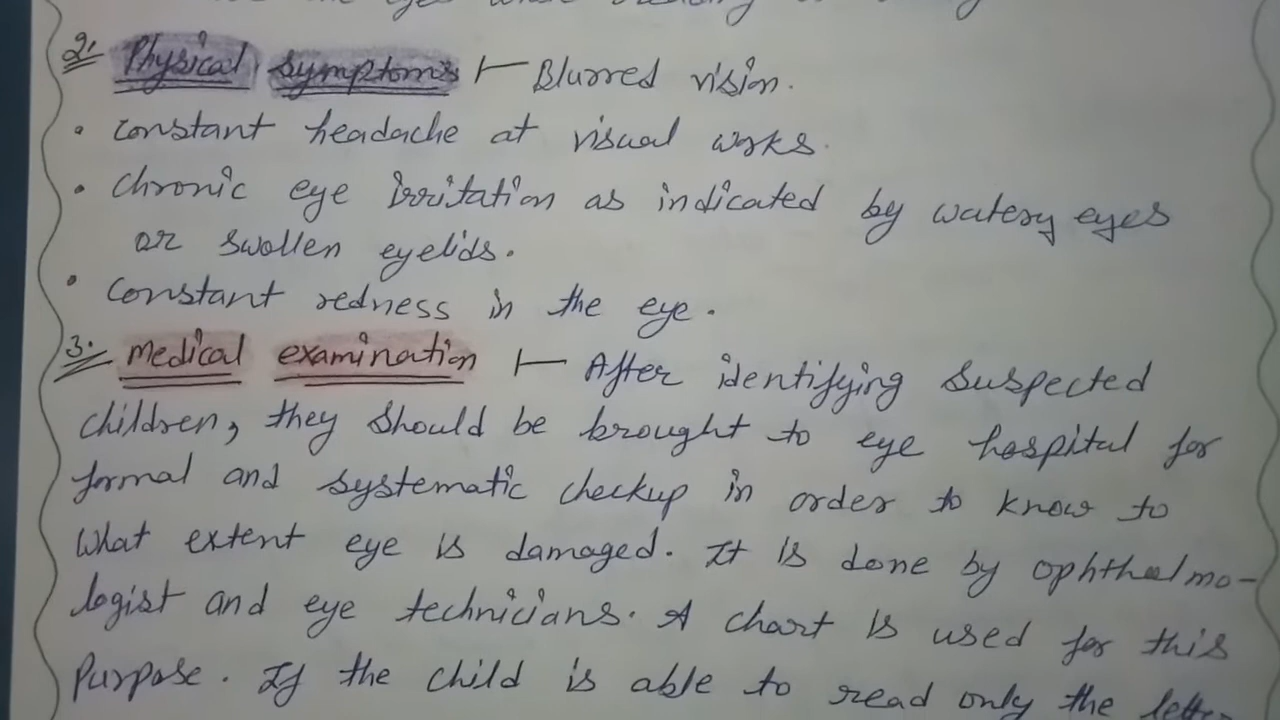 the eyes while reading
2. Physical symptoms :- Blurred vision.
• constant headache at visual works.
• chronic eye irritation as indicated by watery eyes
or swollen eyelids.
• constant redness in the eye.
3. Medical examination :- After identifying suspected
children, they should be brought to eye hospital for
formal and systematic checkup in order to know to
what extent eye is damaged. It is done by ophthalmo-
logist and eye technicians. A chart is used for this
Purpose. If the child is able to read only the